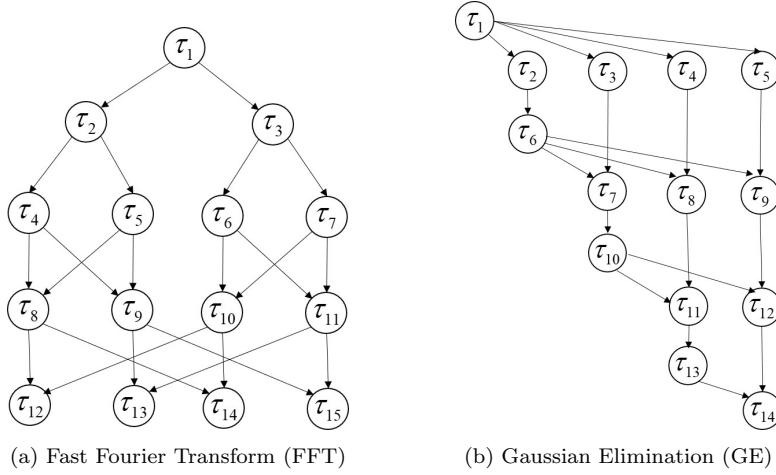 τ1
τ2 τ3
τ4 τ5 τ6 τ7
τ8 τ9 τ10 τ11
τ12 τ13 τ14 τ15
(a) Fast Fourier Transform (FFT)
τ1
τ2 τ3 τ4 τ5
τ6
τ7 τ8 τ9
τ10
τ11 τ12
τ13
τ14
(b) Gaussian Elimination (GE)